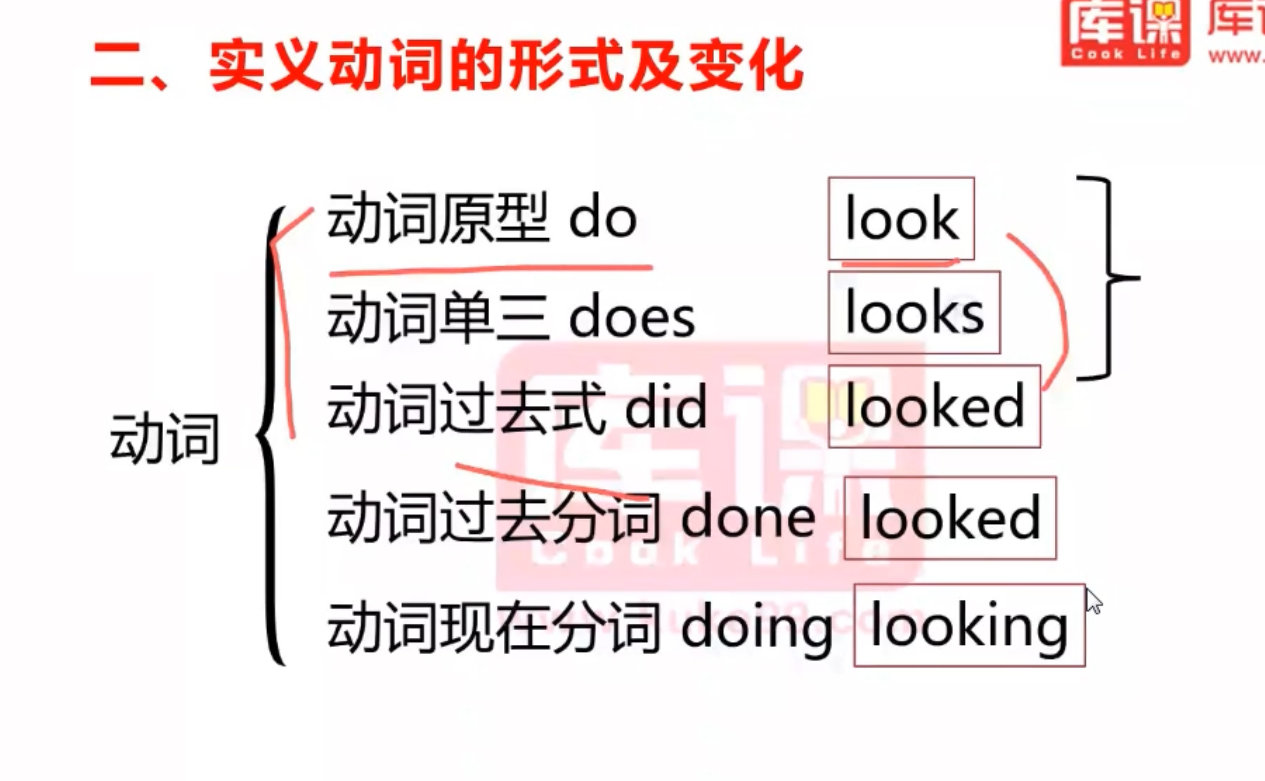 库课
Cook Life
www.
二、实义动词的形式及变化
动词原型 do look
动词单三 does looks
动词过去式 did looked
动词
动词过去分词 done looked
动词现在分词 doing looking
库课
Cook Life